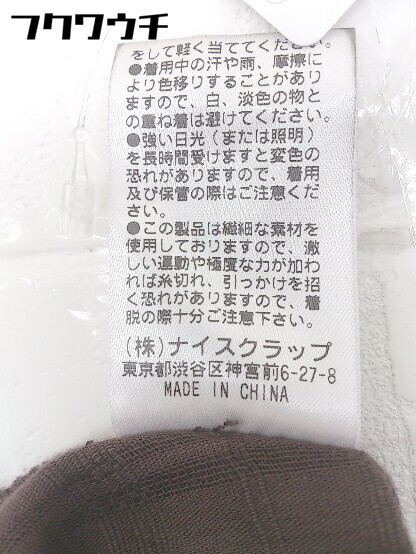 フクワウチ
をして軽く当ててください。
●着用中の汗や雨、摩擦に
より色移りすることがあり
ますので、白、淡色の物と
の重ね着は避けてください。
●強い日光(または照明)
を長時間受けますと変色の
恐れがありますので、着用
及び保管の際はご注意くだ
さい。
●この製品は繊細な素材を
使用しておりますので、激
しい運動や極度な力が加わ
れば糸切れ、引っかけを招
く恐れがありますので、着
脱の際十分ご注意下さい。
(株)ナイスクラップ
東京都渋谷区神宮前6-27-8
MADE IN CHINA